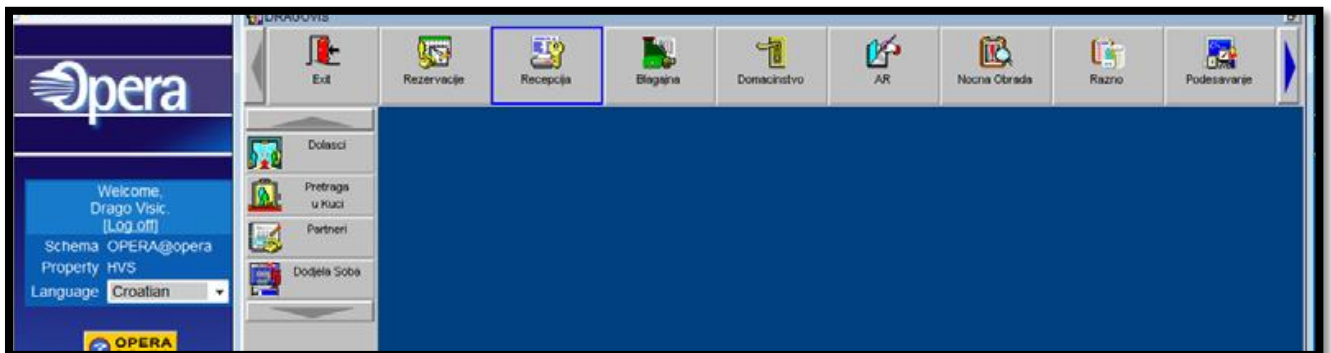 DRAGOVIS
Opera
Exit
Rezervacije
Recepcija
Blagajna
Domacinstvo
AR
Nocna Obrada
Razno
Podesavanje
Dolasci
Pretraga
u Kuci
Partneri
Dodjela Soba
Welcome,
Drago Visic.
[Log off]
Schema OPERA@opera
Property HVS
Language Croatian
OPERA